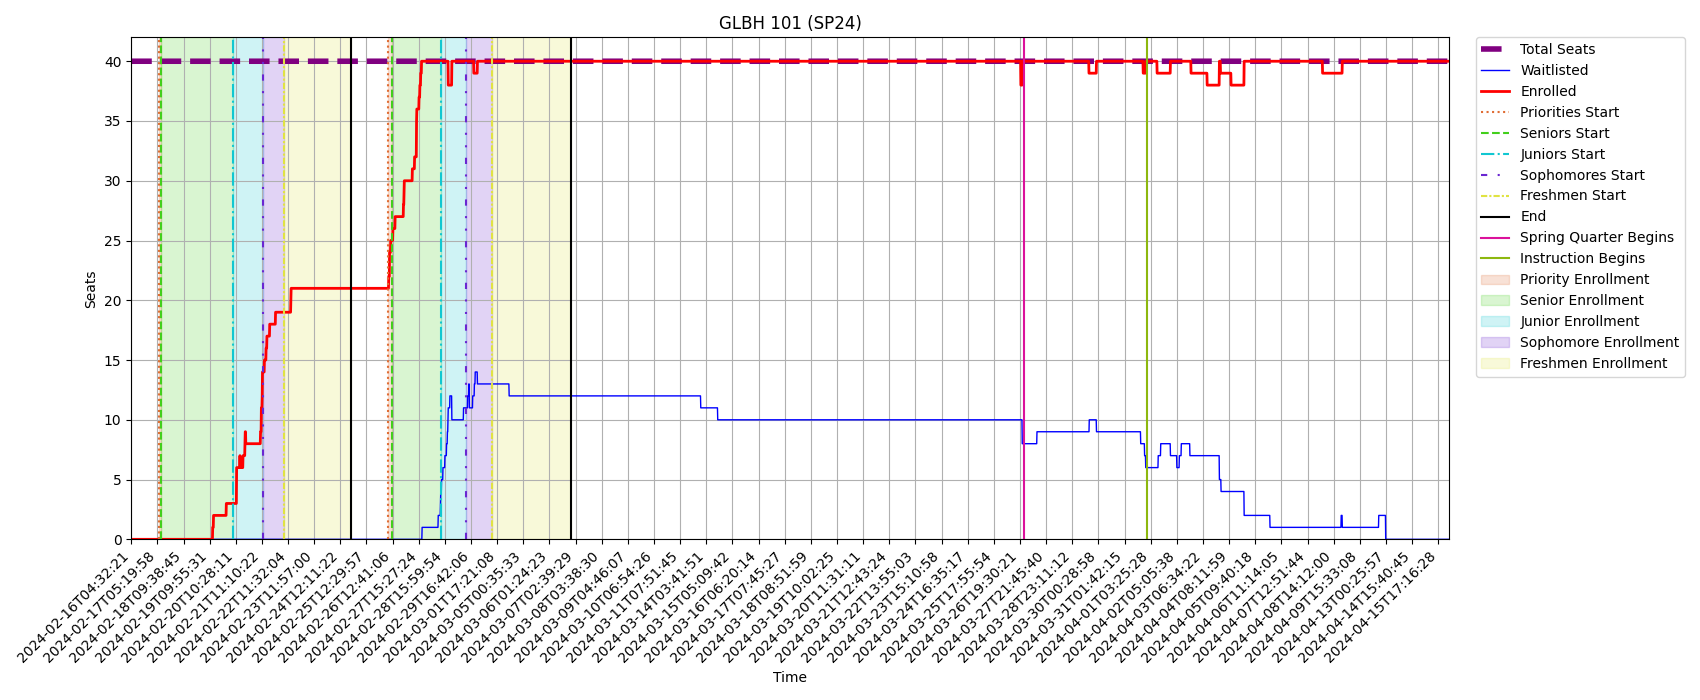 GLBH 101 (SP24)
Seats
40
35
30
25
20
15
10
5
0
2024-02-16T04:32:21
2024-02-17T05:19:58
2024-02-18T09:38:45
2024-02-19T09:55:31
2024-02-20T10:28:11
2024-02-21T11:10:22
2024-02-22T11:32:04
2024-02-23T11:57:00
2024-02-24T12:11:22
2024-02-25T12:29:57
2024-02-26T12:41:06
2024-02-27T15:27:24
2024-02-28T15:59:54
2024-02-29T16:42:06
2024-03-01T17:21:08
2024-03-05T00:35:33
2024-03-06T01:24:23
2024-03-07T02:39:29
2024-03-08T03:38:30
2024-03-09T04:46:07
2024-03-10T06:54:26
2024-03-11T07:51:45
2024-03-14T03:41:51
2024-03-15T05:09:42
2024-03-16T06:20:14
2024-03-17T07:45:27
2024-03-18T08:51:59
2024-03-19T10:02:25
2024-03-20T11:31:11
2024-03-21T12:43:24
2024-03-22T13:55:03
2024-03-23T15:10:58
2024-03-24T16:35:17
2024-03-25T17:55:54
2024-03-26T19:30:21
2024-03-27T21:45:40
2024-03-28T23:11:12
2024-03-30T00:28:58
2024-03-31T01:42:15
2024-04-01T03:25:28
2024-04-02T05:05:38
2024-04-03T06:34:22
2024-04-04T08:11:59
2024-04-05T09:40:18
2024-04-06T11:14:05
2024-04-07T12:51:44
2024-04-08T14:12:00
2024-04-09T15:33:08
2024-04-13T00:25:57
2024-04-14T15:40:45
2024-04-15T17:16:28
Time
Total Seats
Waitlisted
Enrolled
Priorities Start
Seniors Start
Juniors Start
Sophomores Start
Freshmen Start
End
Spring Quarter Begins
Instruction Begins
Priority Enrollment
Senior Enrollment
Junior Enrollment
Sophomore Enrollment
Freshmen Enrollment